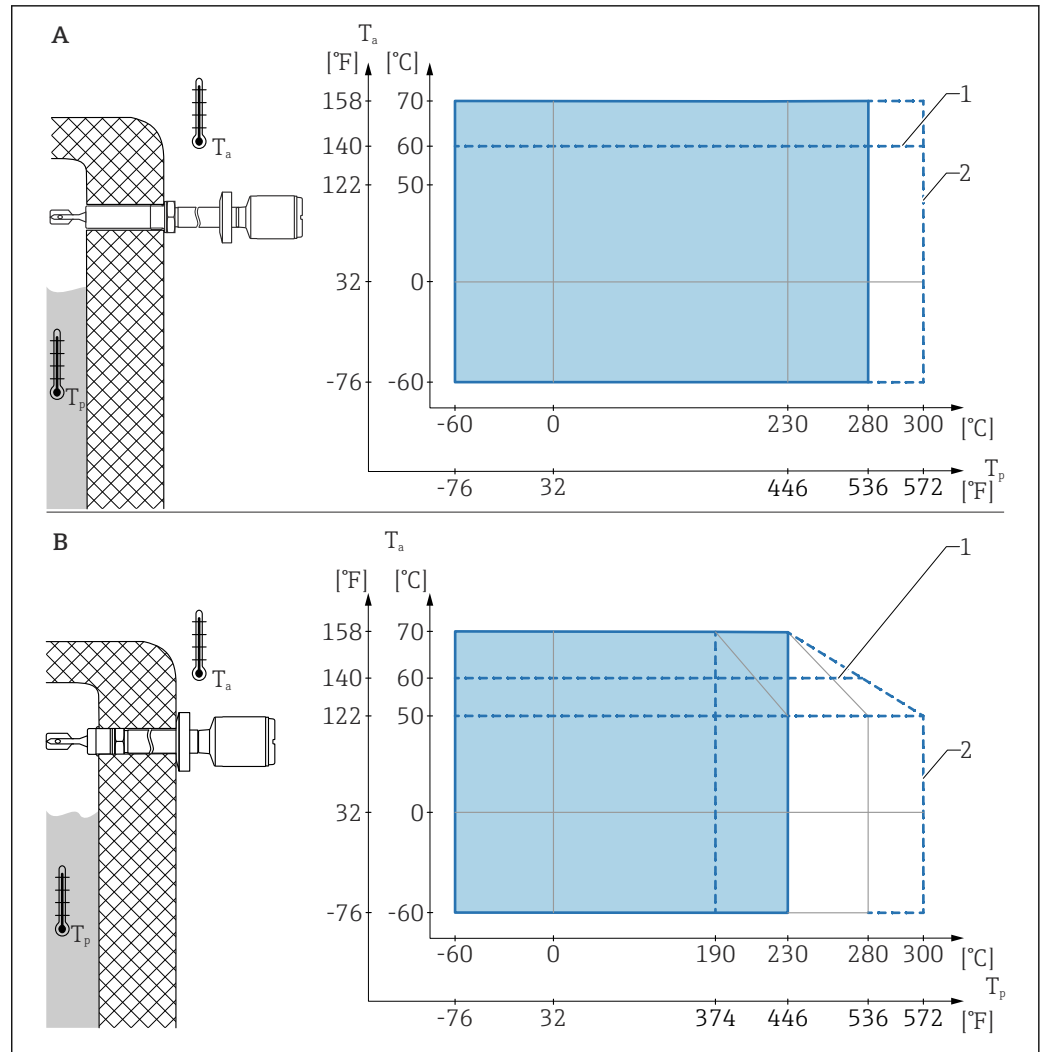 A
Tₐ
[°F] [°C]
158 70
1
Tₐ
140 60
2
122 50
32 0
Tₚ
-76 -60
-60 0 230 280 300 [°C]
Tₚ
-76 32 446 536 572 [°F]
B
Tₐ
1
[°F] [°C]
158 70
Tₐ
140 60
122 50
2
32 0
Tₚ
-76 -60
-60 0 190 230 280 300 [°C]
Tₚ
-76 32 374 446 536 572 [°F]